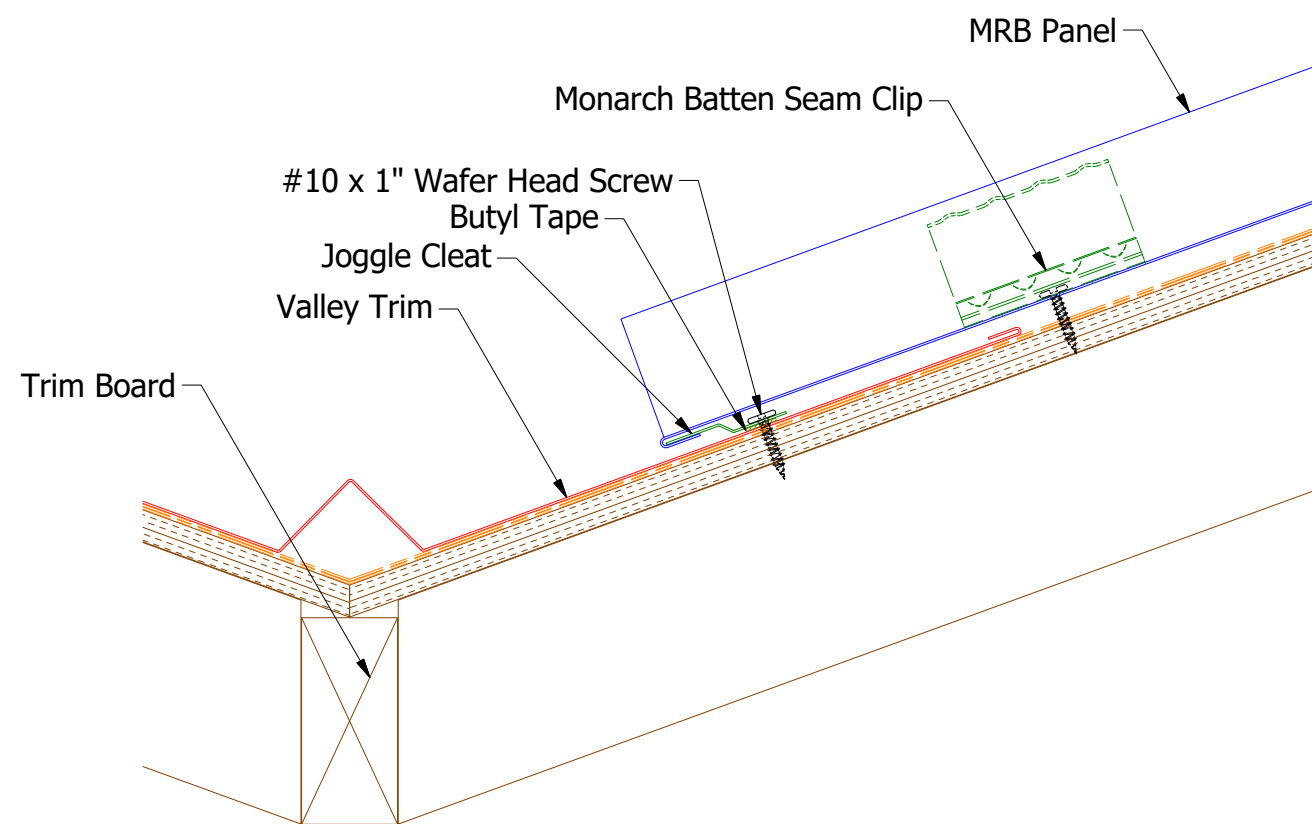 MRB Panel
Monarch Batten Seam Clip
#10 x 1" Wafer Head Screw
Butyl Tape
Joggle Cleat
Valley Trim
Trim Board